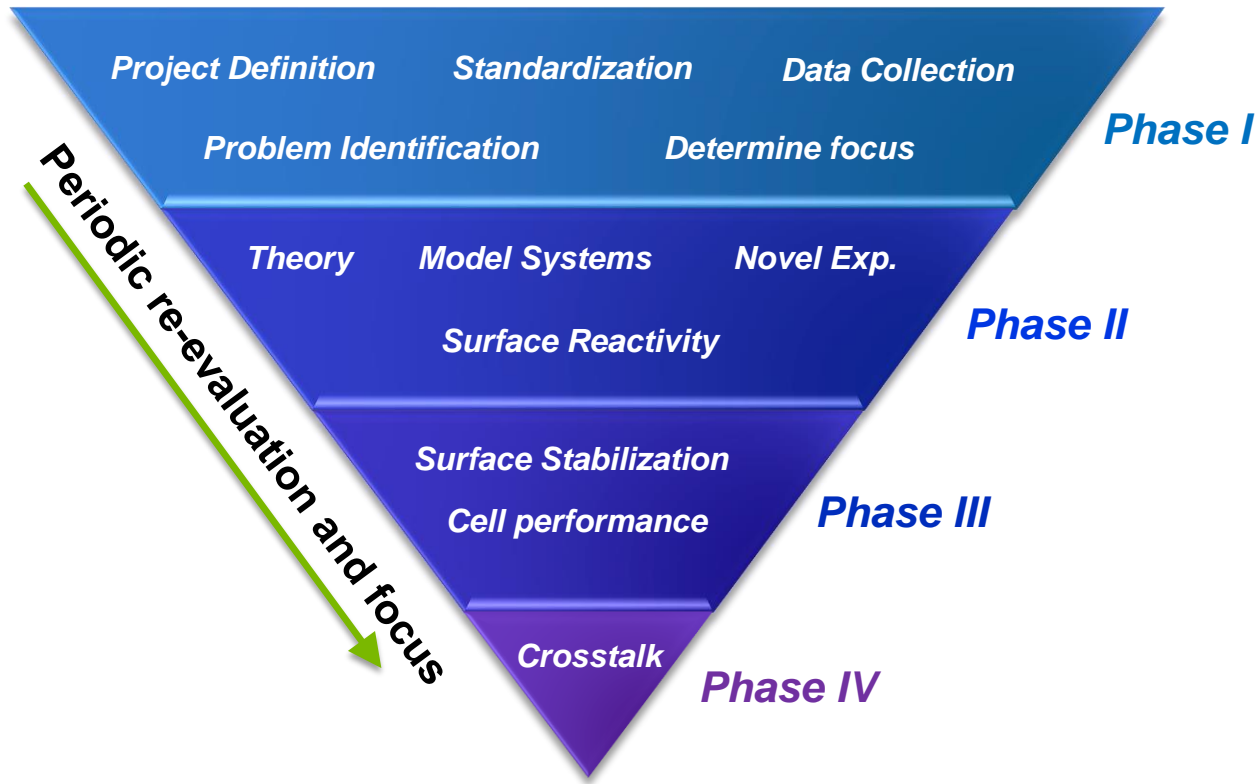 Project Definition Standardization Data Collection
Problem Identification Determine focus
Phase I
Periodic re-evaluation and focus
Theory Model Systems Novel Exp.
Surface Reactivity
Phase II
Surface Stabilization
Cell performance
Phase III
Crosstalk
Phase IV